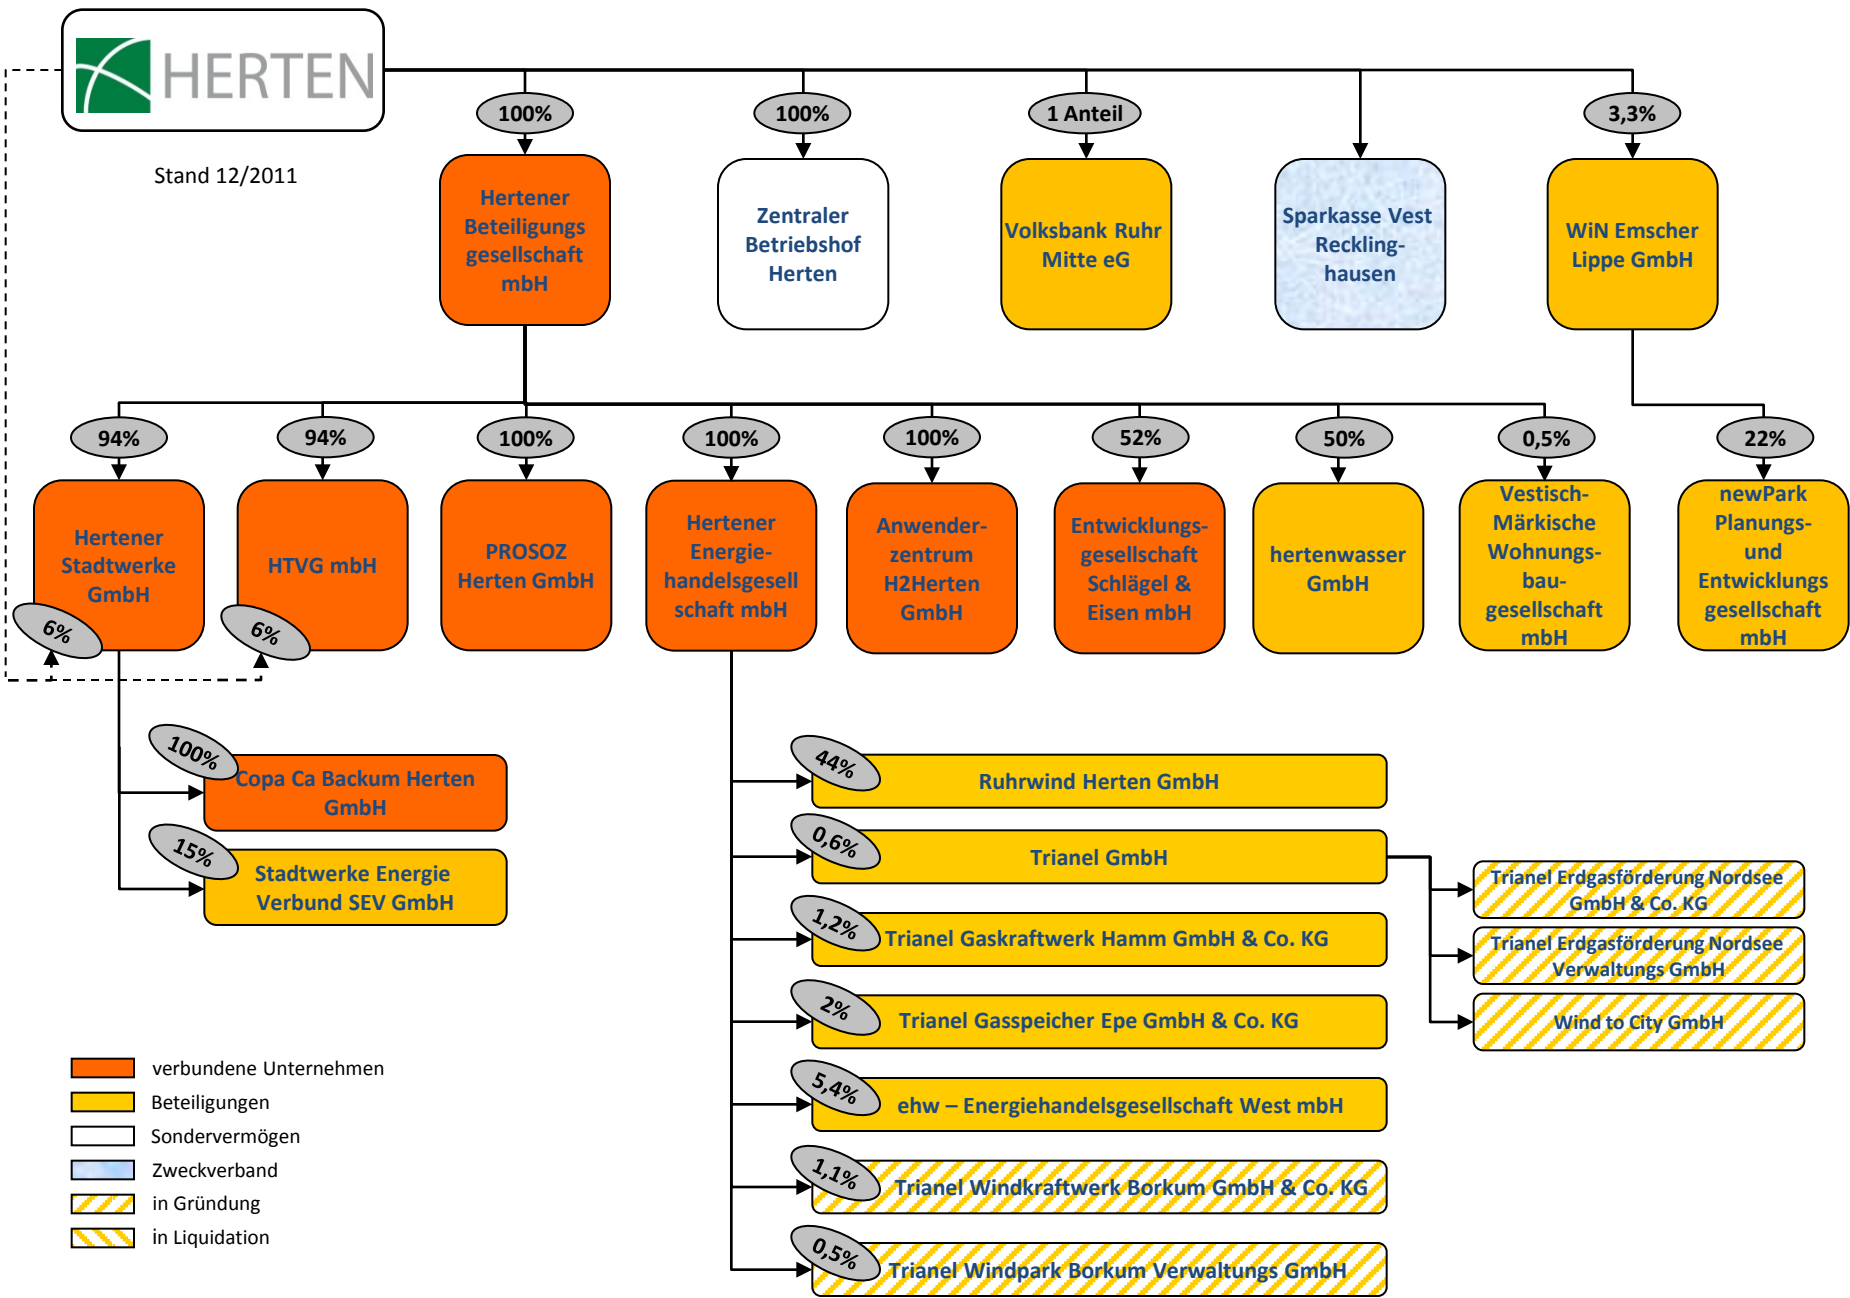 HERTEN
Stand 12/2011
100%
100%
1 Anteil
3,3%
Hertener
Beteiligungs
gesellschaft
mbH
Zentraler
Betriebshof
Herten
Volksbank Ruhr
Mitte eG
Sparkasse Vest
Reckling-
hausen
WiN Emscher
Lippe GmbH
94%
94%
100%
100%
100%
52%
50%
0,5%
22%
Hertener
Stadtwerke
GmbH
6%
HTVG mbH
6%
PROSOZ
Herten GmbH
Hertener
Energie-
handelsgesell
schaft mbH
Anwender-
zentrum
H2Herten
GmbH
Entwicklungs-
gesellschaft
Schlägel &
Eisen mbH
hertenwasser
GmbH
Vestisch-
Märkische
Wohnungs-
bau-
gesellschaft
mbH
newPark
Planungs-
und
Entwicklungs
gesellschaft
mbH
100%
Copa Ca Backum Herten
GmbH
15%
Stadtwerke Energie
Verbund SEV GmbH
44%
Ruhrwind Herten GmbH
0,6%
Trianel GmbH
1,2%
Trianel Gaskraftwerk Hamm GmbH & Co. KG
2%
Trianel Gasspeicher Epe GmbH & Co. KG
5,4%
ehw – Energiehandelsgesellschaft West mbH
1,1%
Trianel Windkraftwerk Borkum GmbH & Co. KG
0,5%
Trianel Windpark Borkum Verwaltungs GmbH
Trianel Erdgasförderung Nordsee
GmbH & Co. KG
Trianel Erdgasförderung Nordsee
Verwaltungs GmbH
Wind to City GmbH
verbundene Unternehmen
Beteiligungen
Sondervermögen
Zweckverband
in Gründung
in Liquidation